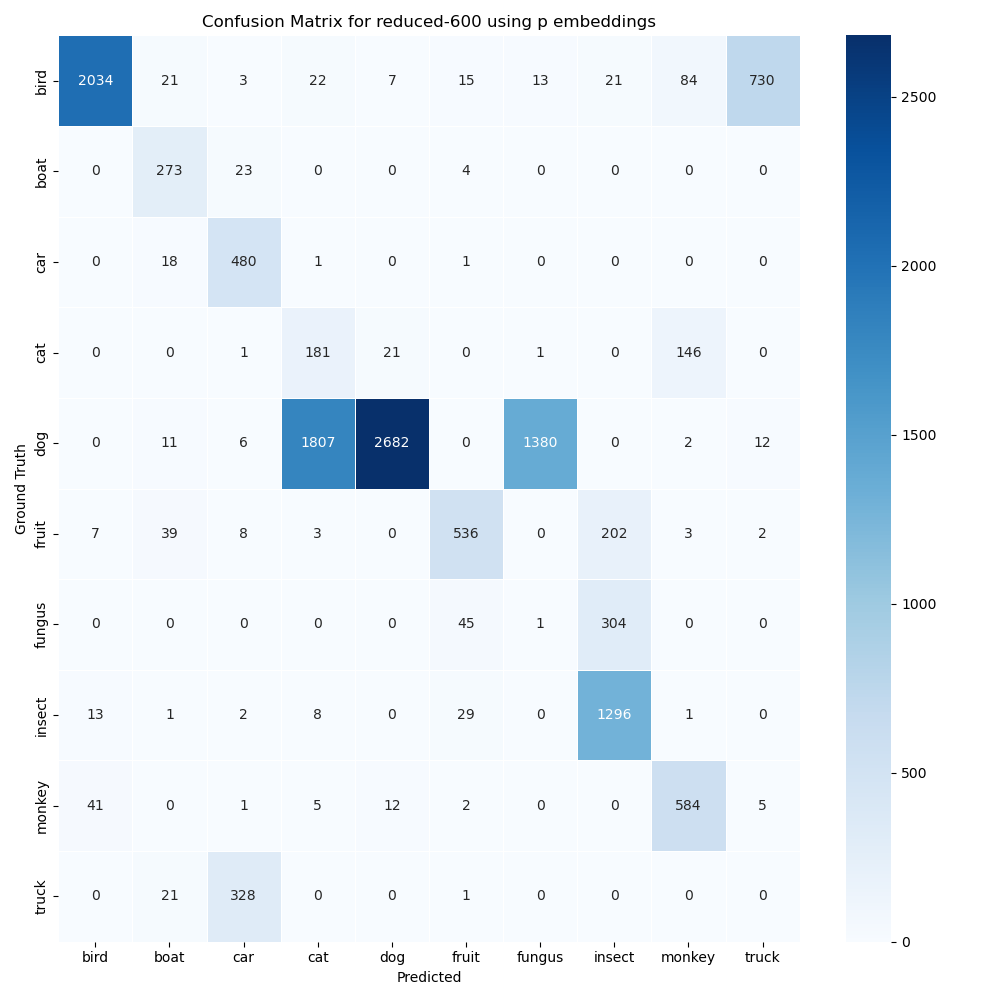 Confusion Matrix for reduced-600 using p embeddings
bird 2034 21 3 22 7 15 13 21 84 730
boat 0 273 23 0 0 4 0 0 0 0
car 0 18 480 1 0 1 0 0 0 0
cat 0 0 1 181 21 0 1 0 146 0
dog 0 11 6 1807 2682 0 1380 0 2 12
fruit 7 39 8 3 0 536 0 202 3 2
fungus 0 0 0 0 0 45 1 304 0 0
insect 13 1 2 8 0 29 0 1296 1 0
monkey 41 0 1 5 12 2 0 0 584 5
truck 0 21 328 0 0 1 0 0 0 0
bird boat car cat dog fruit fungus insect monkey truck
Predicted
Ground Truth
2500
2000
1500
1000
500
0